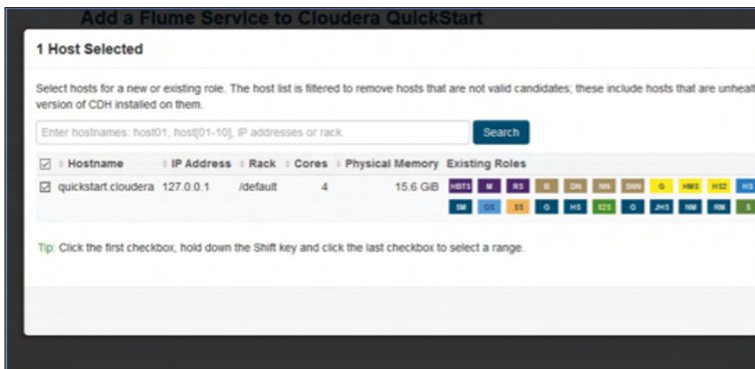 Add a Flume Service to Cloudera QuickStart
1 Host Selected
Select hosts for a new or existing role. The host list is filtered to remove hosts that are not valid candidates; these include hosts that are unhealt
version of CDH installed on them.
Enter hostnames: host01, host[01-10], IP addresses or rack.
Search
Hostname IP Address Rack Cores Physical Memory Existing Roles
quickstart.cloudera 127.0.0.1 /default 4 15.6 GiB HBTS M RS B DN NN SNN G HMS HS2 HS
SM OS SS G HS S2S G JHS NM RM S
Tip: Click the first checkbox, hold down the Shift key and click the last checkbox to select a range.